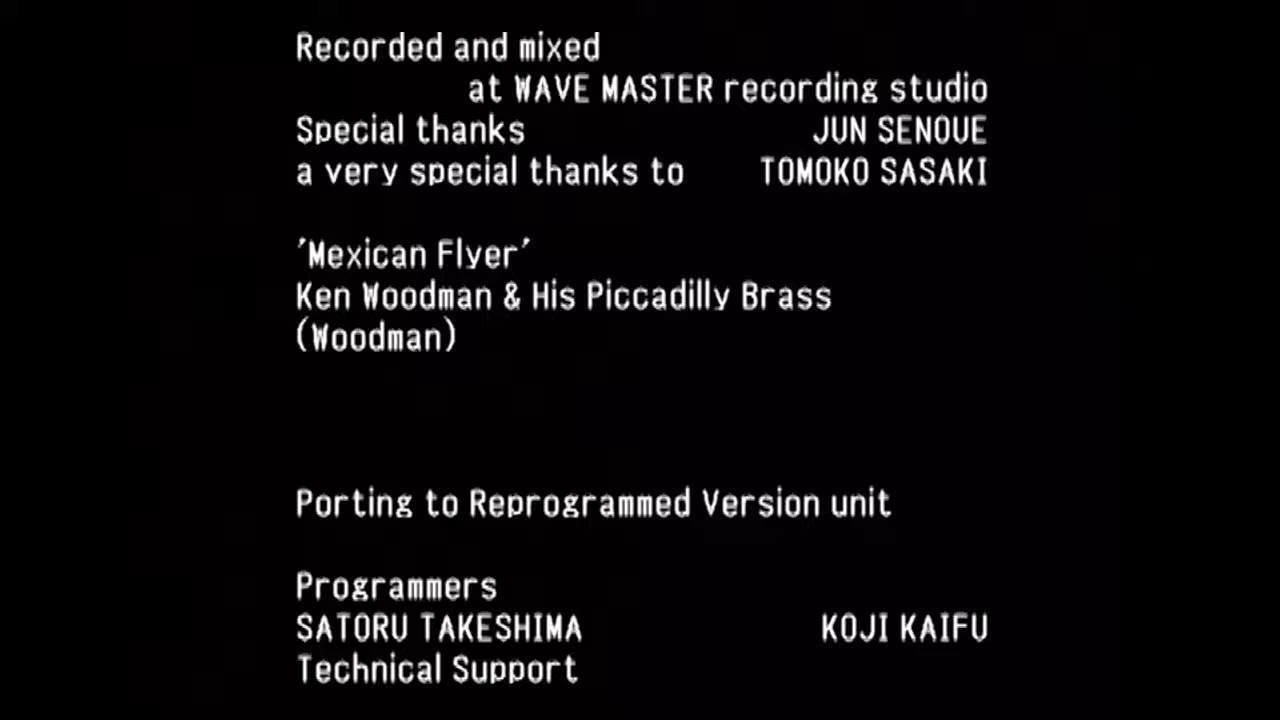 Recorded and mixed
at WAVE MASTER recording studio
Special thanks JUN SENOUE
a very special thanks to TOMOKO SASAKI
'Mexican Flyer'
Ken Woodman & His Piccadilly Brass
(Woodman)
Porting to Reprogrammed Version unit
Programmers
SATORU TAKESHIMA KOJI KAIFU
Technical Support